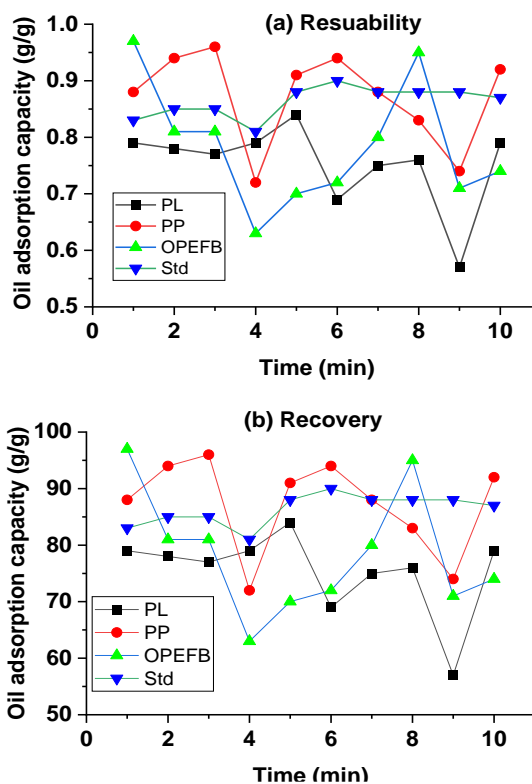 (a) Resuability
Oil adsorption capacity (g/g)
1.0
0.9
0.8
0.7
0.6
0.5
PL
PP
OPEFB
Std
0 2 4 6 8 10
Time (min)
(b) Recovery
Oil adsorption capacity (g/g)
100
90
80
70
60
50
PL
PP
OPEFB
Std
0 2 4 6 8 10
Time (min)